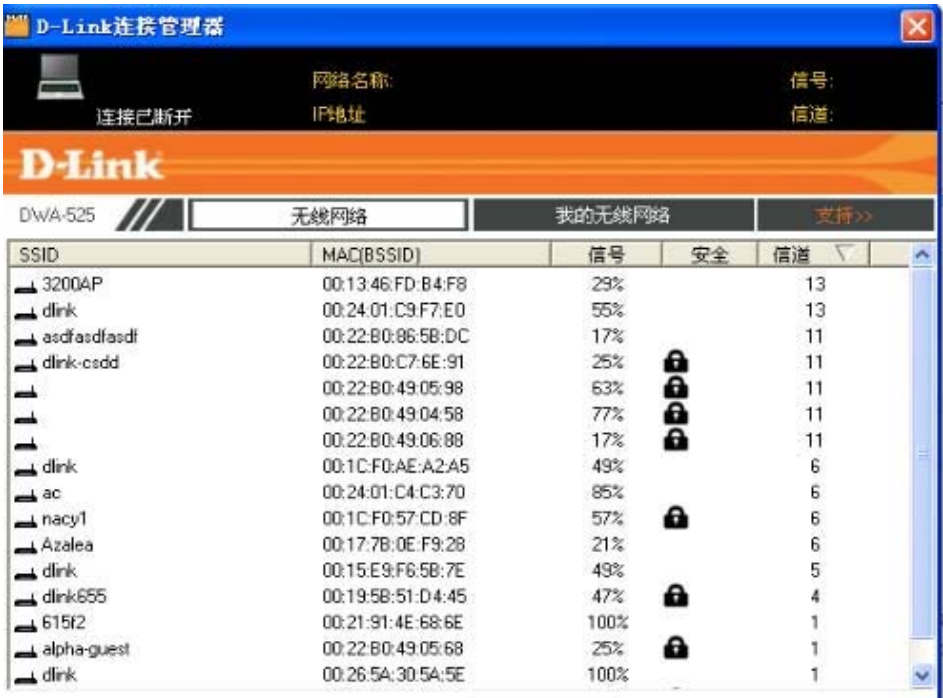 D-Link连接管理器
网络名称: 信号:
连接已断开 IP地址 信道:
D-Link
DWA-525 无线网络 我的无线网络 支持>>
SSID MAC(BSSID) 信号 安全 信道
3200AP 00:13:46:FD:B4:F8 29% 13
dlink 00:24:01:C9:F7:E0 55% 13
asdfasdfasdf 00:22:B0:86:5B:DC 17% 11
dlink-csdd 00:22:B0:C7:6E:91 25% 11
00:22:B0:49:05:98 63% 11
00:22:B0:49:04:58 77% 11
00:22:B0:49:06:88 17% 11
dlink 00:1C:F0:AE:A2:A5 49% 6
ac 00:24:01:C4:C3:70 85% 6
nacy1 00:1C:F0:57:CD:8F 57% 6
Azalea 00:17:7B:0E:F9:28 21% 6
dlink 00:15:E9:F6:5B:7E 49% 5
dlink655 00:19:5B:51:D4:45 47% 4
615f2 00:21:91:4E:68:6E 100% 1
alpha-guest 00:22:B0:49:05:68 25% 1
dlink 00:26:5A:30:5A:5E 100% 1